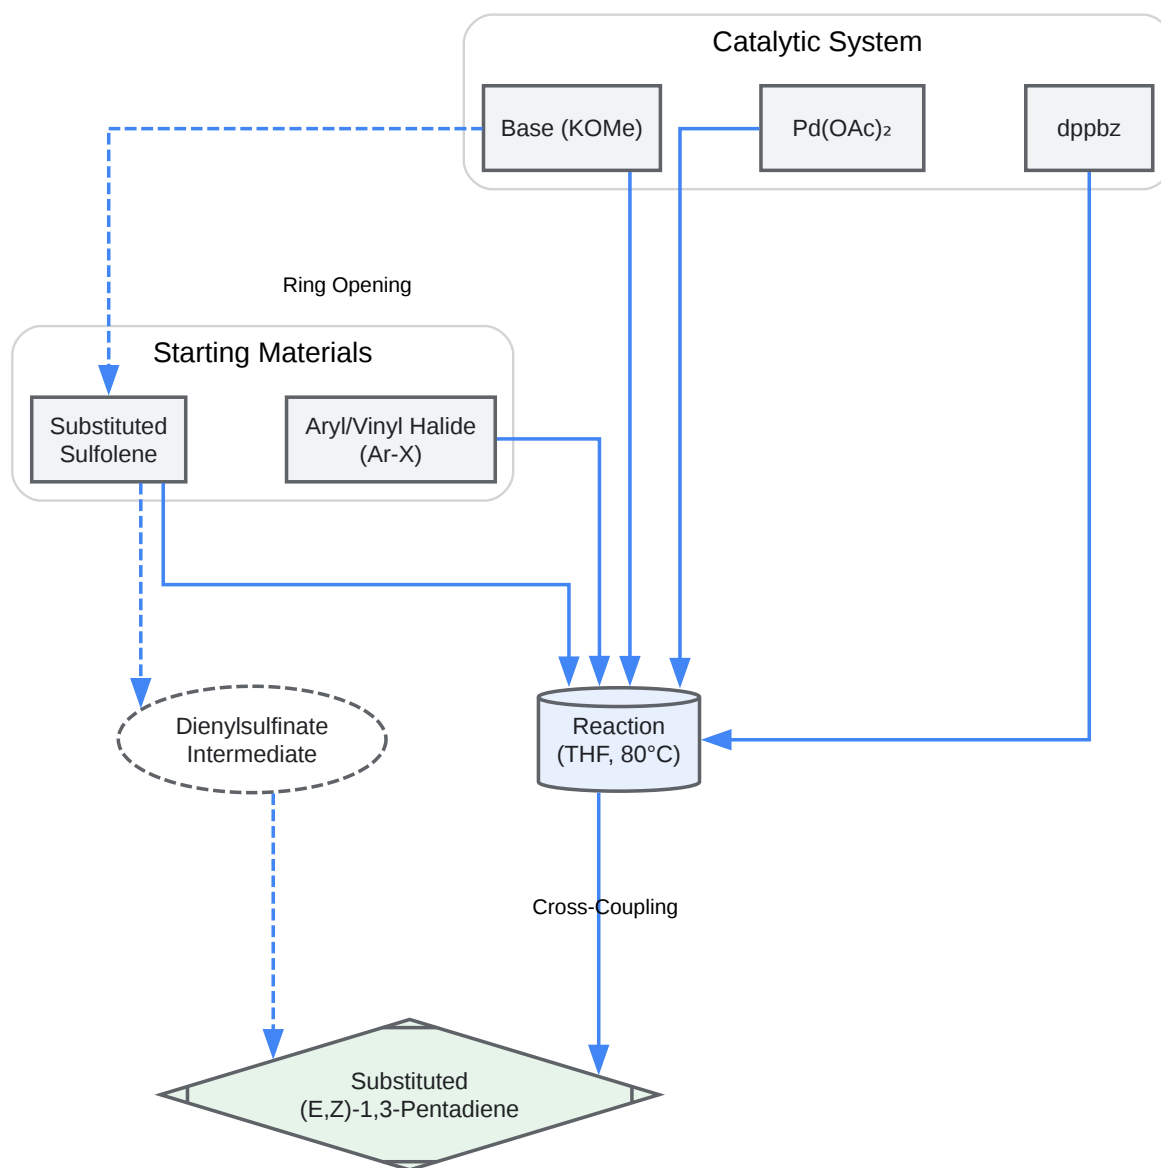 Catalytic System
Base (KOMe)
Pd(OAc)₂
dppbz
Ring Opening
Starting Materials
Substituted
Sulfolene
Aryl/Vinyl Halide
(Ar-X)
Dienylsulfinate
Intermediate
Reaction
(THF, 80°C)
Cross-Coupling
Substituted
(E,Z)-1,3-Pentadiene